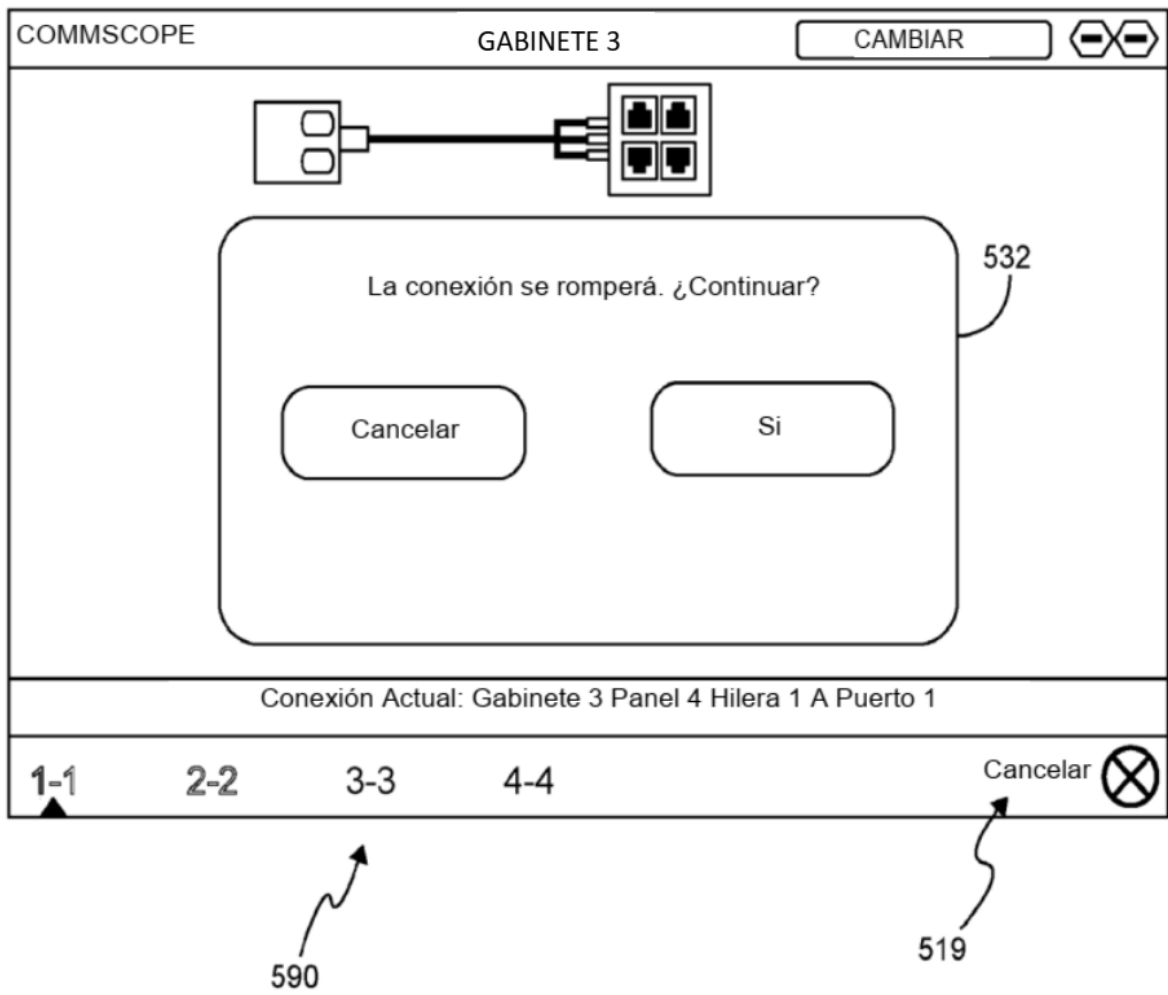 COMMSCOPE GABINETE 3 CAMBIAR
La conexión se romperá. ¿Continuar?
532
Cancelar Si
Conexión Actual: Gabinete 3 Panel 4 Hilera 1 A Puerto 1
1-1 2-2 3-3 4-4 Cancelar
590 519